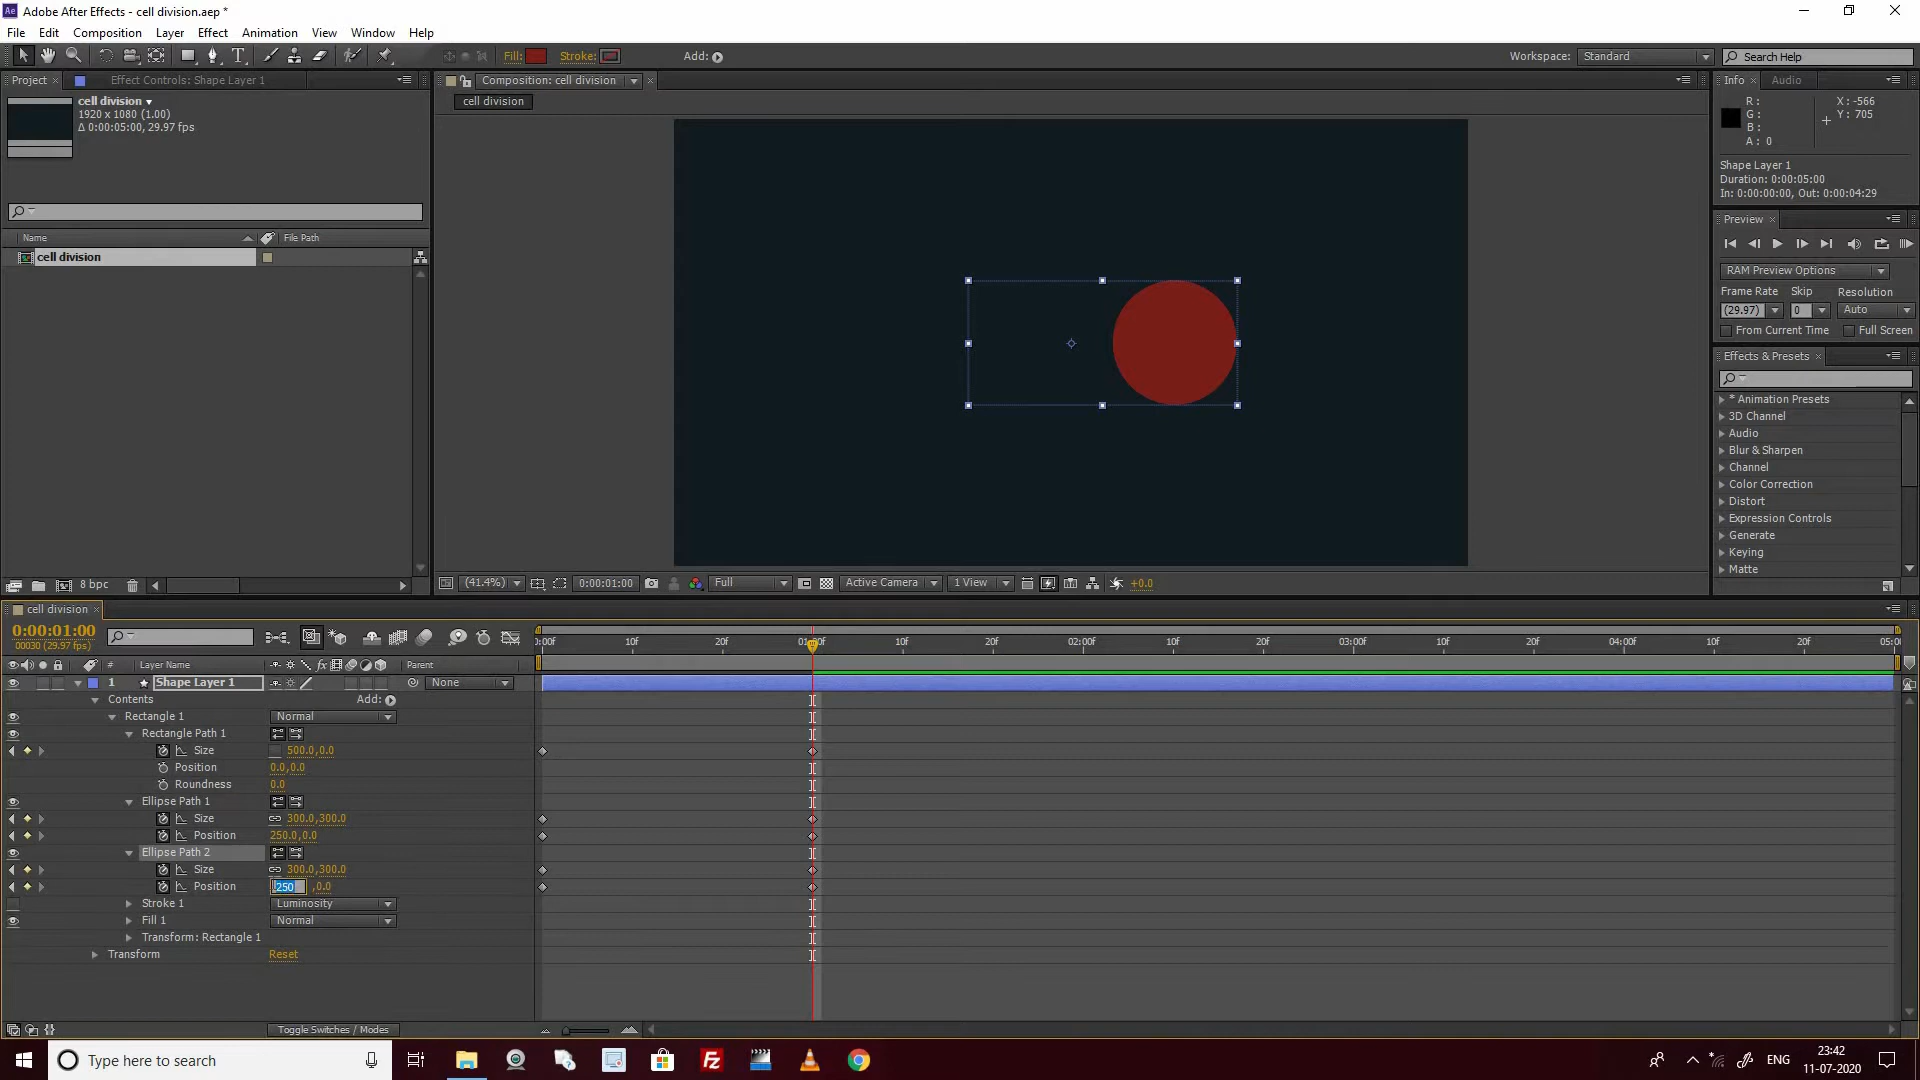 Ae Adobe After Effects - cell division.aep *
File Edit Composition Layer Effect Animation View Window Help
Fill: Stroke: Add: Workspace: Standard Search Help
Project × Effect Controls: Shape Layer 1
cell division
1920 x 1080 (1.00)
Δ 0:00:05:00, 29.97 fps
Name File Path
cell division
8 bpc
Composition: cell division
cell division
(41.4%) 0:00:01:00 Full Active Camera 1 View +0.0
Info × Audio
R : X : -566
G : Y : 705
B :
A : 0
Shape Layer 1
Duration: 0:00:05:00
In: 0:00:00:00, Out: 0:00:04:29
Preview ×
RAM Preview Options
Frame Rate Skip Resolution
(29.97) 0 Auto
From Current Time Full Screen
Effects & Presets ×
* Animation Presets
3D Channel
Audio
Blur & Sharpen
Channel
Color Correction
Distort
Expression Controls
Generate
Keying
Matte
cell division ×
0:00:01:00
00030 (29.97 fps)
# Layer Name fx Parent
1 Shape Layer 1 None
Contents Add:
Rectangle 1 Normal
Rectangle Path 1
Size 500.0,0.0
Position 0.0,0.0
Roundness 0.0
Ellipse Path 1
Size 300.0,300.0
Position 250.0,0.0
Ellipse Path 2
Size 300.0,300.0
Position 250 ,0.0
Stroke 1 Luminosity
Fill 1 Normal
Transform: Rectangle 1
Transform Reset
Toggle Switches / Modes
10f 20f 10f 20f 02:00f 10f 20f 03:00f 10f 20f 04:00f 10f 20f
Type here to search
ENG
23:42
11-07-2020